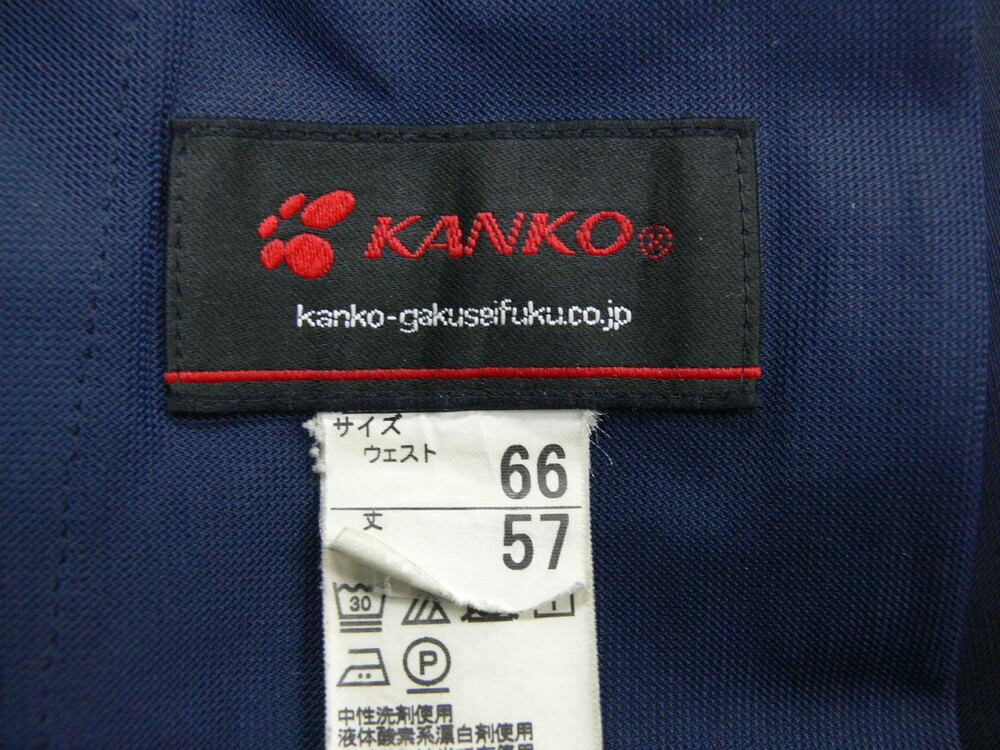 KANKO®
kanko-gakuseifuku.co.jp
サイズ
ウェスト 66
丈 57
30
P
中性洗剤使用
液体酸素系漂白剤使用